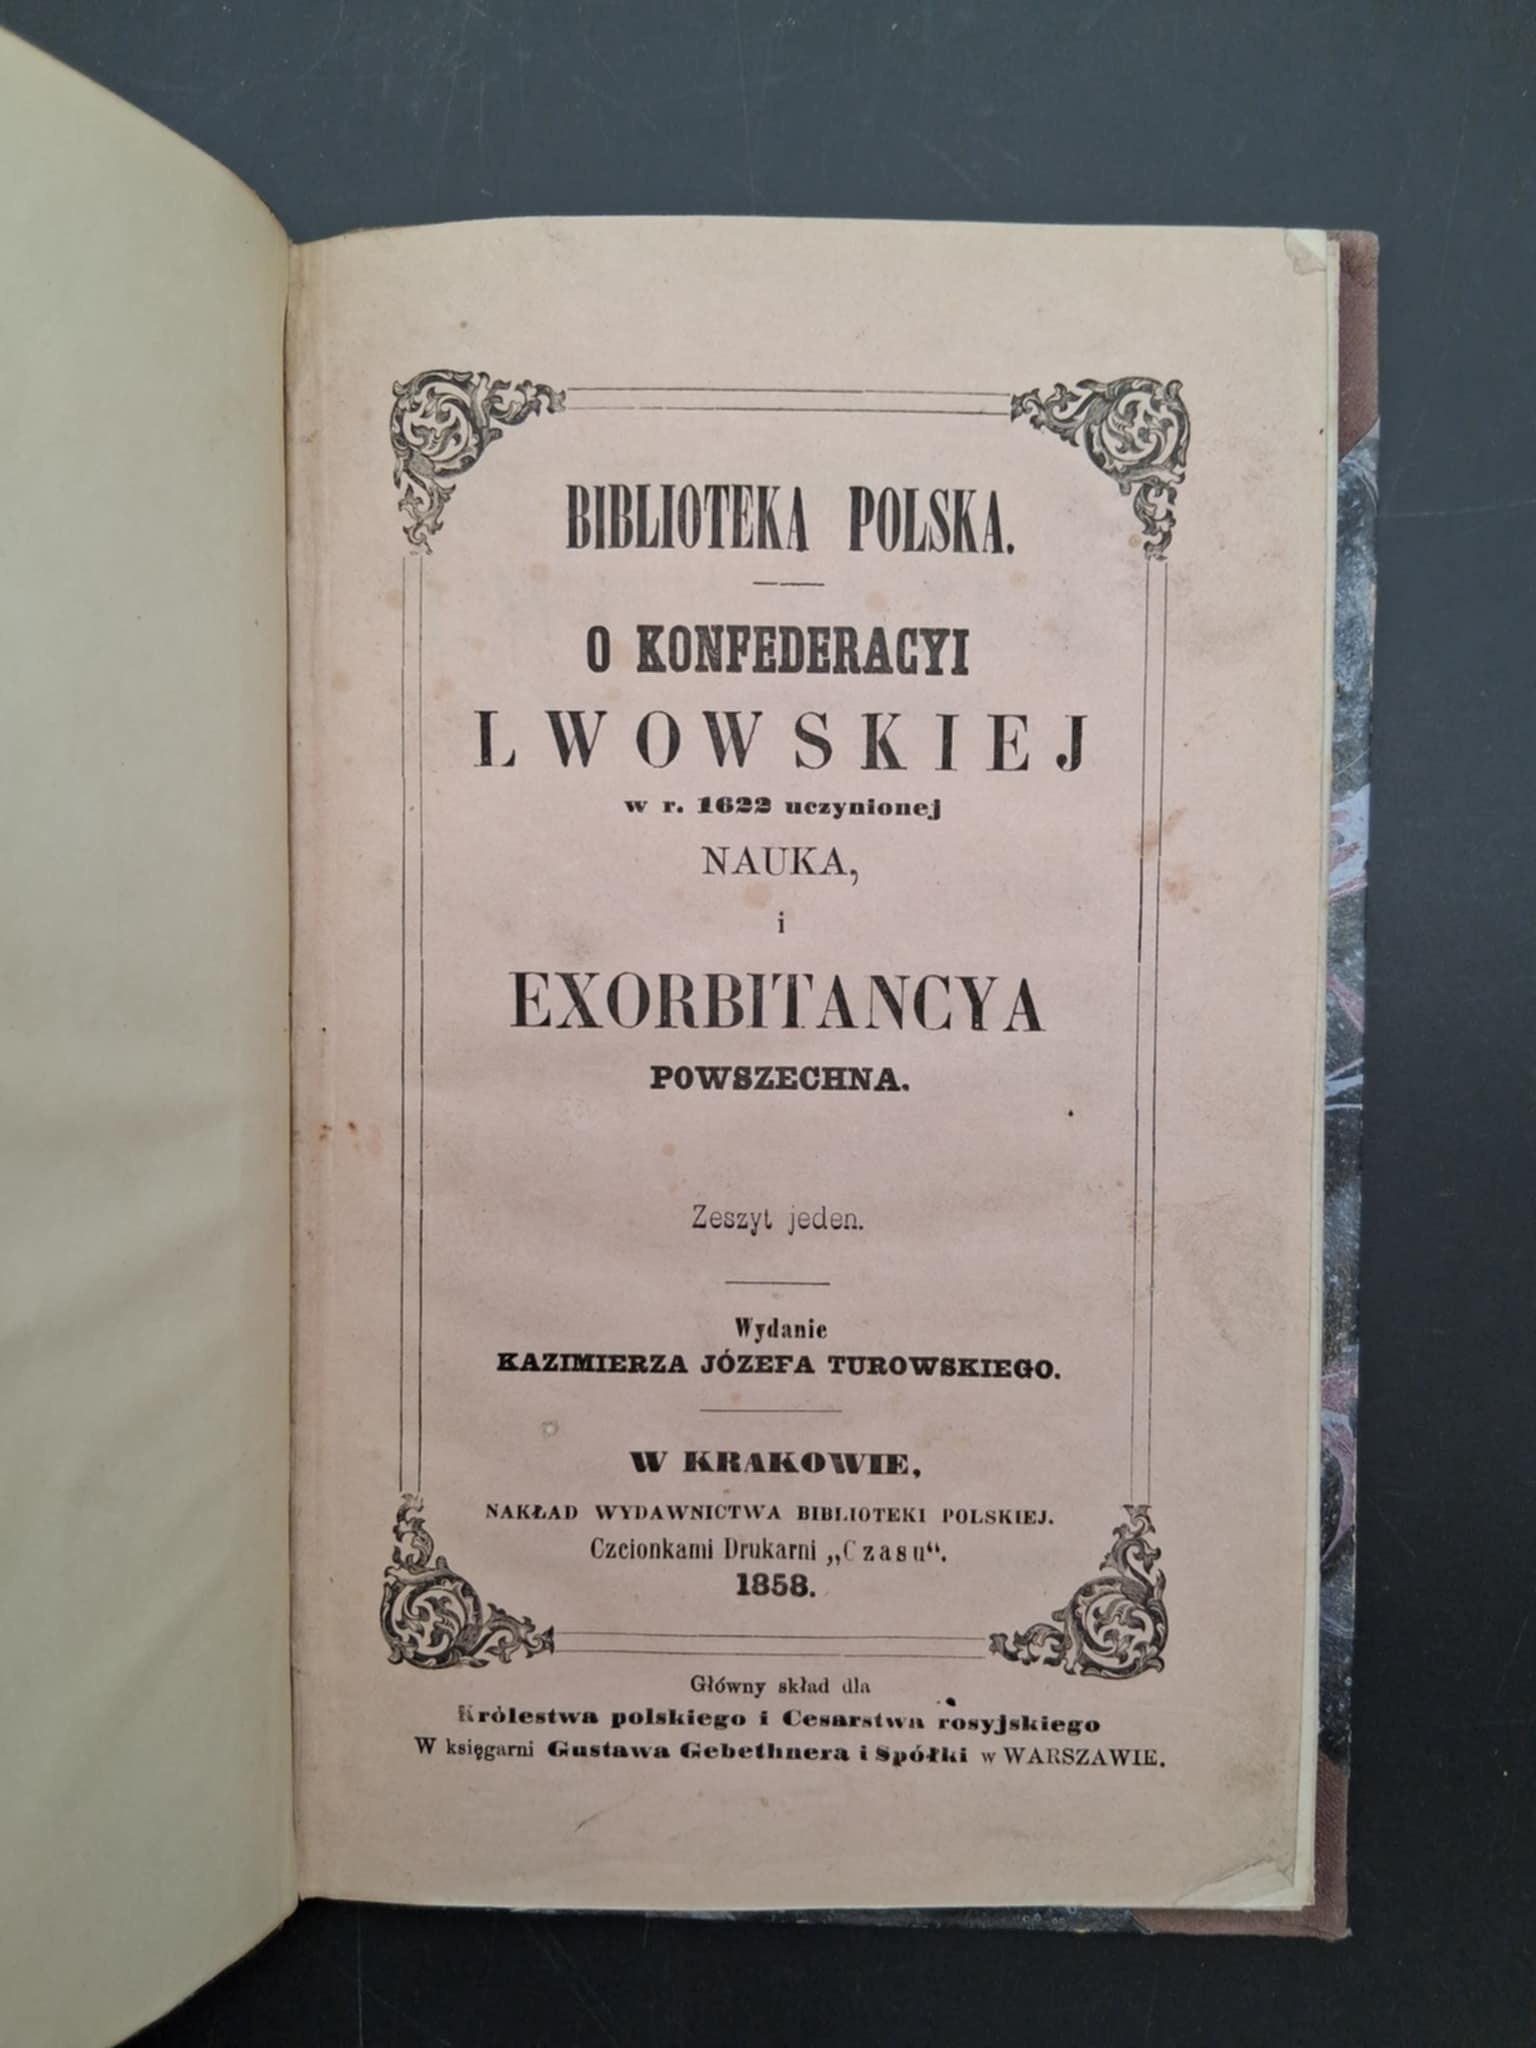 BIBLIOTEKA POLSKA.
O KONFEDERACYI
LWOWSKIEJ
w r. 1622 uczynionej
NAUKA,
i
EXORBITANCYA
POWSZECHNA.
Zeszyt jeden.
Wydanie
KAZIMIERZA JÓZEFA TUROWSKIEGO.
W KRAKOWIE,
NAKŁAD WYDAWNICTWA BIBLIOTEKI POLSKIEJ.
Czcionkami Drukarni „Czasu“.
1858.
Główny skład dla
Królestwa polskiego i Cesarstwa rosyjskiego
W księgarni Gustawa Gebethnera i Spółki w WARSZAWIE.